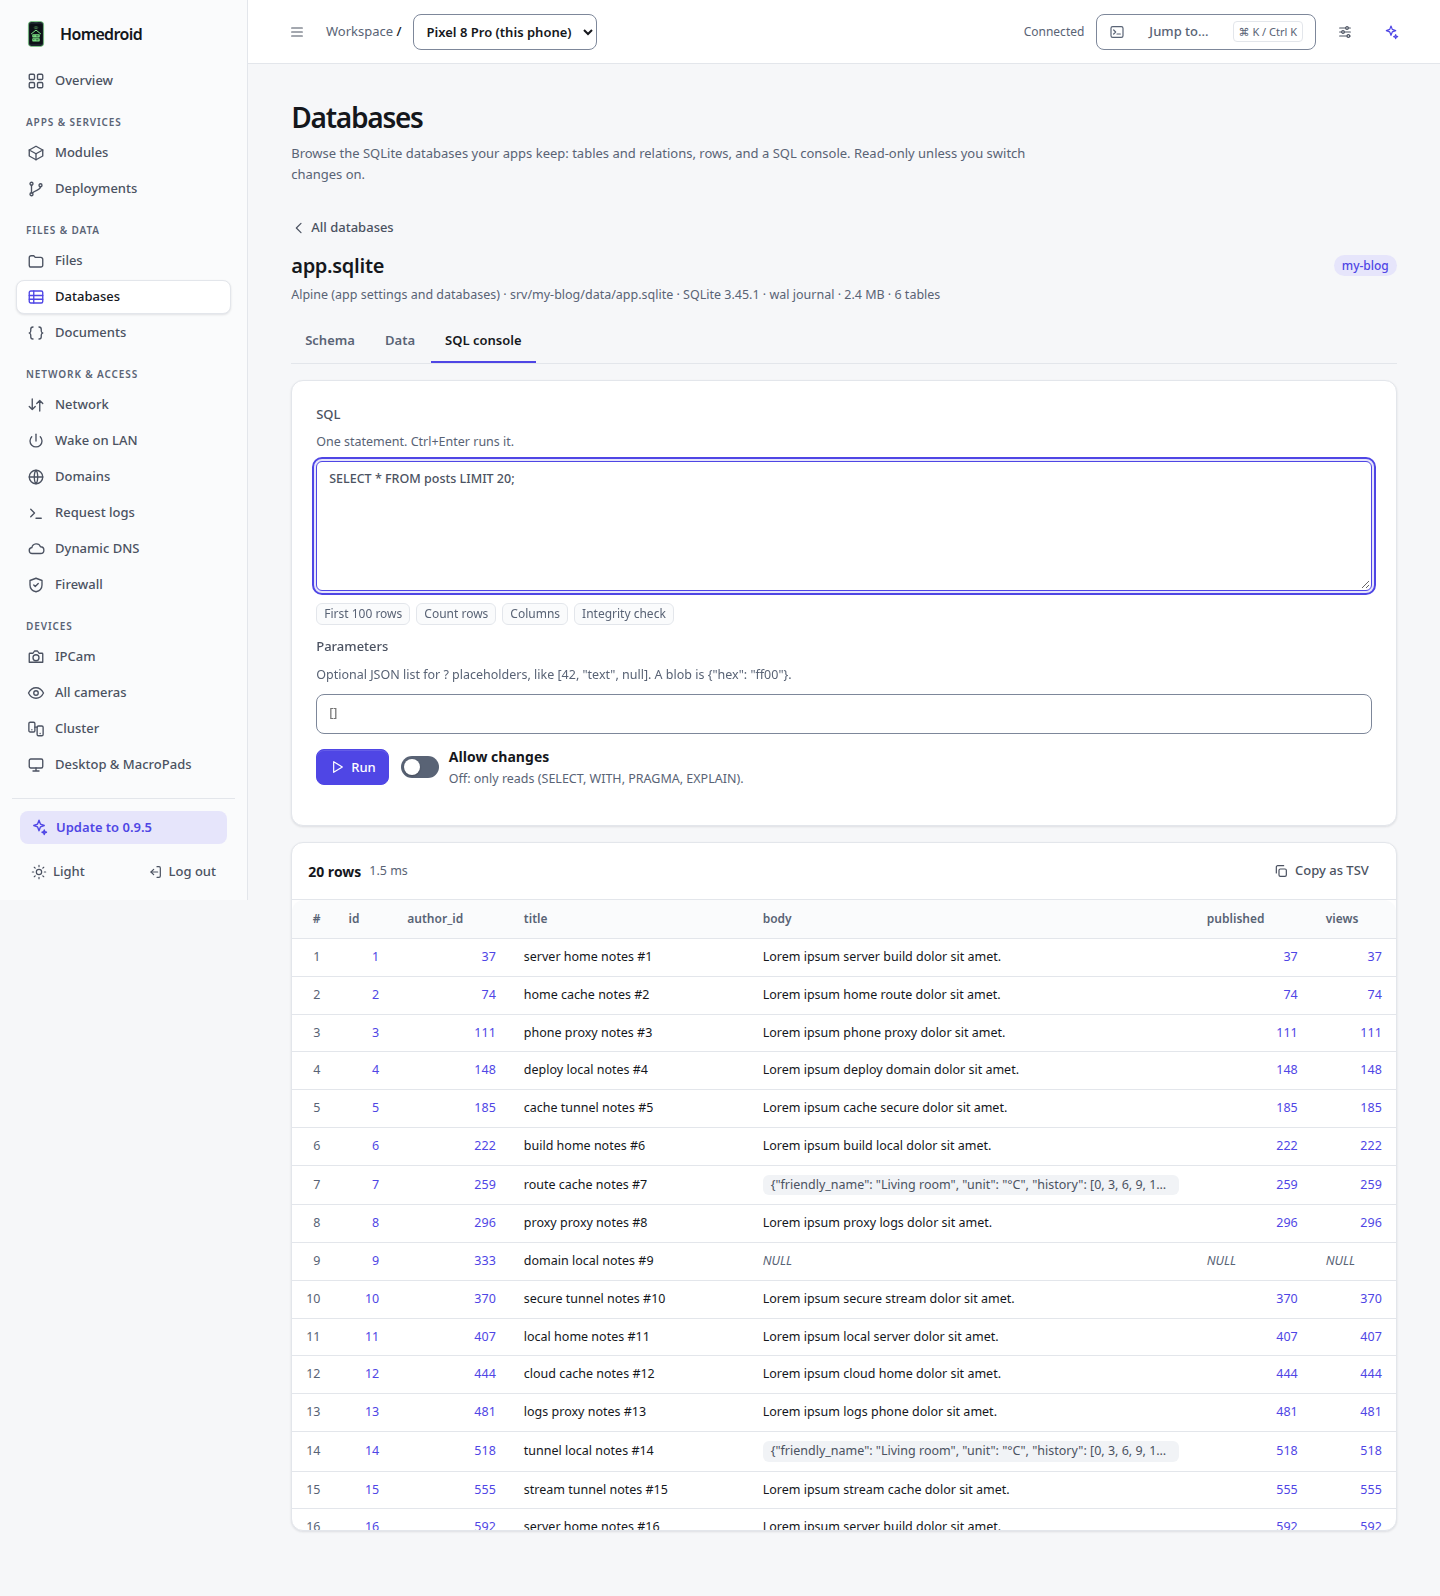 Homedroid
Workspace /
Pixel 8 Pro (this phone)
Connected
Jump to...
⌘ K / Ctrl K
Overview
APPS & SERVICES
Modules
Deployments
FILES & DATA
Files
Databases
Documents
NETWORK & ACCESS
Network
Wake on LAN
Domains
Request logs
Dynamic DNS
Firewall
DEVICES
IPCam
All cameras
Cluster
Desktop & MacroPads
Update to 0.9.5
Light
Log out
Databases
Browse the SQLite databases your apps keep: tables and relations, rows, and a SQL console. Read-only unless you switch
changes on.
All databases
app.sqlite
my-blog
Alpine (app settings and databases) · srv/my-blog/data/app.sqlite · SQLite 3.45.1 · wal journal · 2.4 MB · 6 tables
Schema Data SQL console
SQL
One statement. Ctrl+Enter runs it.
SELECT * FROM posts LIMIT 20;
First 100 rows Count rows Columns Integrity check
Parameters
Optional JSON list for ? placeholders, like [42, "text", null]. A blob is {"hex": "ff00"}.
[]
Run
Allow changes
Off: only reads (SELECT, WITH, PRAGMA, EXPLAIN).
20 rows 1.5 ms
Copy as TSV
# id author_id title body published views
1 1 37 server home notes #1 Lorem ipsum server build dolor sit amet. 37 37
2 2 74 home cache notes #2 Lorem ipsum home route dolor sit amet. 74 74
3 3 111 phone proxy notes #3 Lorem ipsum phone proxy dolor sit amet. 111 111
4 4 148 deploy local notes #4 Lorem ipsum deploy domain dolor sit amet. 148 148
5 5 185 cache tunnel notes #5 Lorem ipsum cache secure dolor sit amet. 185 185
6 6 222 build home notes #6 Lorem ipsum build local dolor sit amet. 222 222
7 7 259 route cache notes #7 {"friendly_name": "Living room", "unit": "°C", "history": [0, 3, 6, 9, 1... 259 259
8 8 296 proxy proxy notes #8 Lorem ipsum proxy logs dolor sit amet. 296 296
9 9 333 domain local notes #9 NULL NULL NULL
10 10 370 secure tunnel notes #10 Lorem ipsum secure stream dolor sit amet. 370 370
11 11 407 local home notes #11 Lorem ipsum local server dolor sit amet. 407 407
12 12 444 cloud cache notes #12 Lorem ipsum cloud home dolor sit amet. 444 444
13 13 481 logs proxy notes #13 Lorem ipsum logs phone dolor sit amet. 481 481
14 14 518 tunnel local notes #14 {"friendly_name": "Living room", "unit": "°C", "history": [0, 3, 6, 9, 1... 518 518
15 15 555 stream tunnel notes #15 Lorem ipsum stream cache dolor sit amet. 555 555
16 16 592 server home notes #16 Lorem ipsum server build dolor sit amet. 592 592